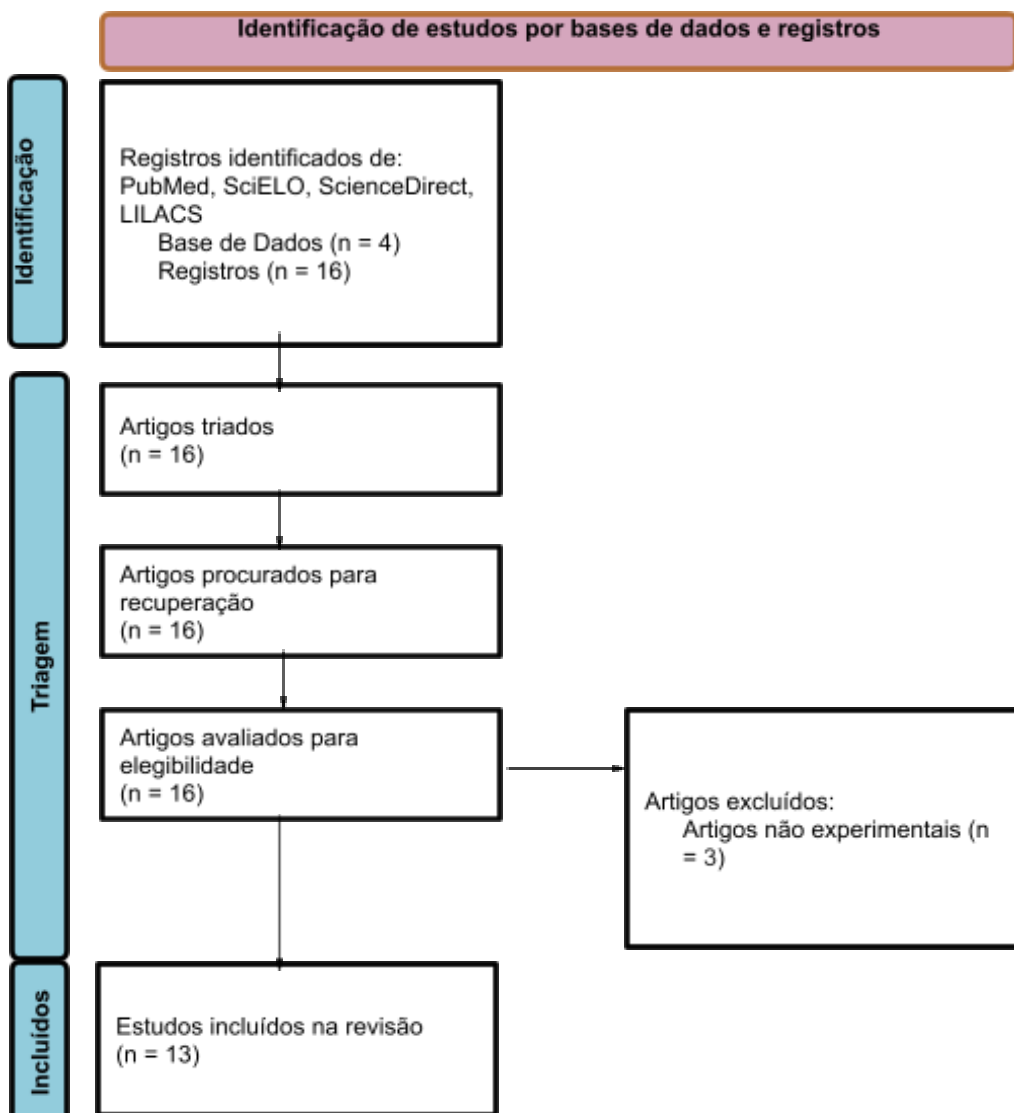 Identificação de estudos por bases de dados e registros
Identificação
Registros identificados de:
PubMed, SciELO, ScienceDirect,
LILACS
Base de Dados (n = 4)
Registros (n = 16)
Triagem
Artigos triados
(n = 16)
Artigos procurados para
recuperação
(n = 16)
Artigos avaliados para
elegibilidade
(n = 16)
Artigos excluídos:
Artigos não experimentais (n
= 3)
Incluídos
Estudos incluídos na revisão
(n = 13)